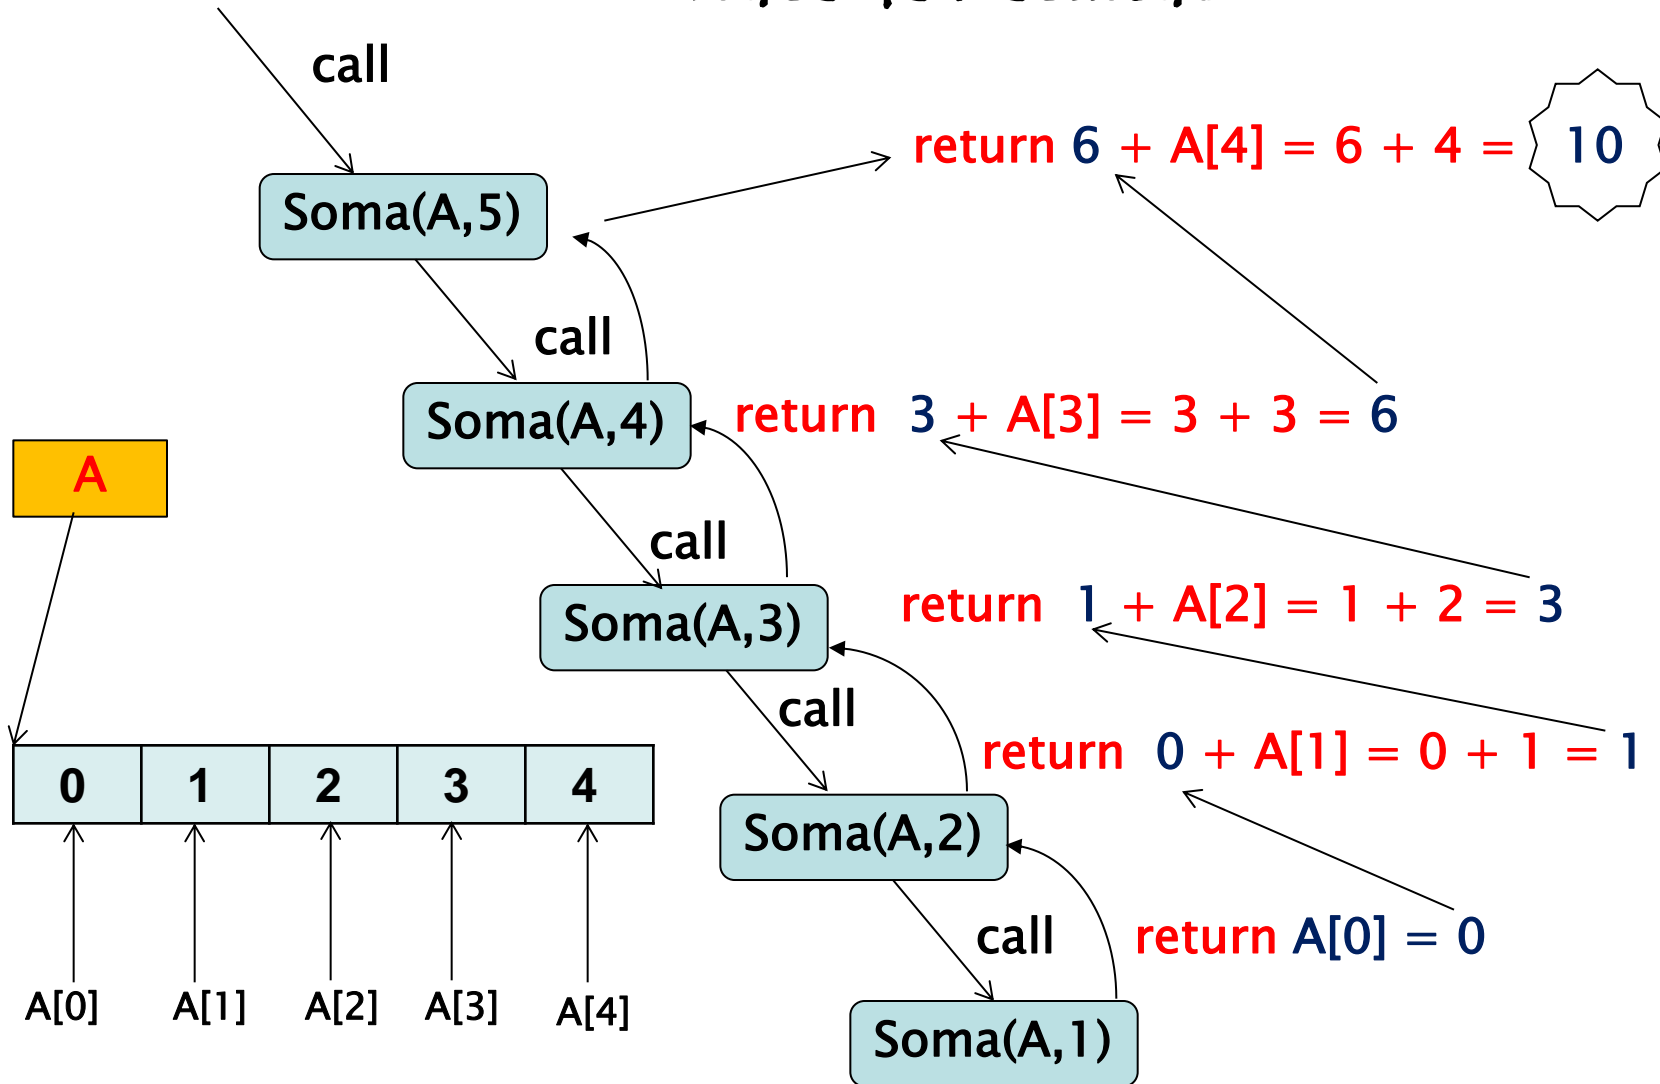 call
return 6 + A[4] = 6 + 4 = 10
Soma(A,5)
call
Soma(A,4)
return 3 + A[3] = 3 + 3 = 6
A
call
Soma(A,3)
return 1 + A[2] = 1 + 2 = 3
call
return 0 + A[1] = 0 + 1 = 1
0 1 2 3 4
Soma(A,2)
call
return A[0] = 0
A[0] A[1] A[2] A[3] A[4]
Soma(A,1)